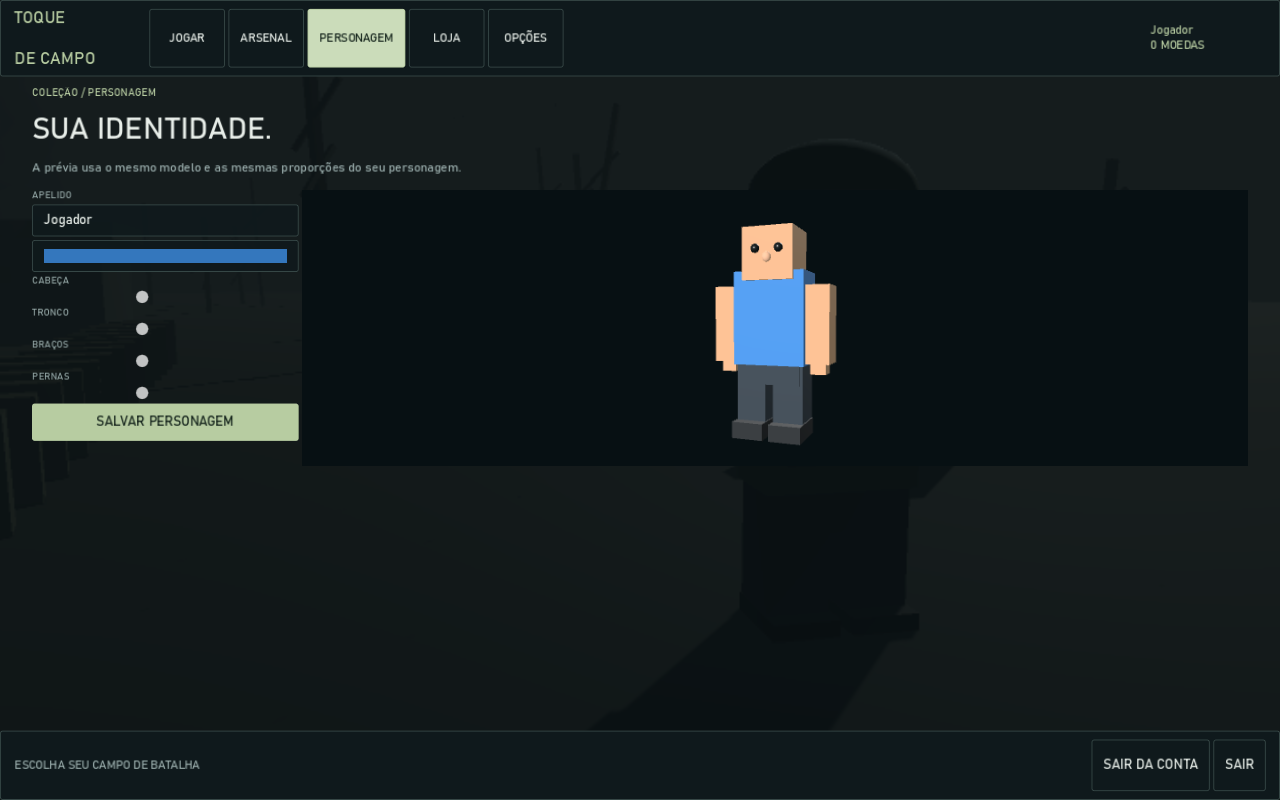 TOQUE
DE CAMPO
JOGAR
ARSENAL
PERSONAGEM
LOJA
OPÇÕES
Jogador
0 MOEDAS
COLEÇÃO / PERSONAGEM
SUA IDENTIDADE.
A prévia usa o mesmo modelo e as mesmas proporções do seu personagem.
APELIDO
Jogador
CABEÇA
TRONCO
BRAÇOS
PERNAS
SALVAR PERSONAGEM
ESCOLHA SEU CAMPO DE BATALHA
SAIR DA CONTA
SAIR